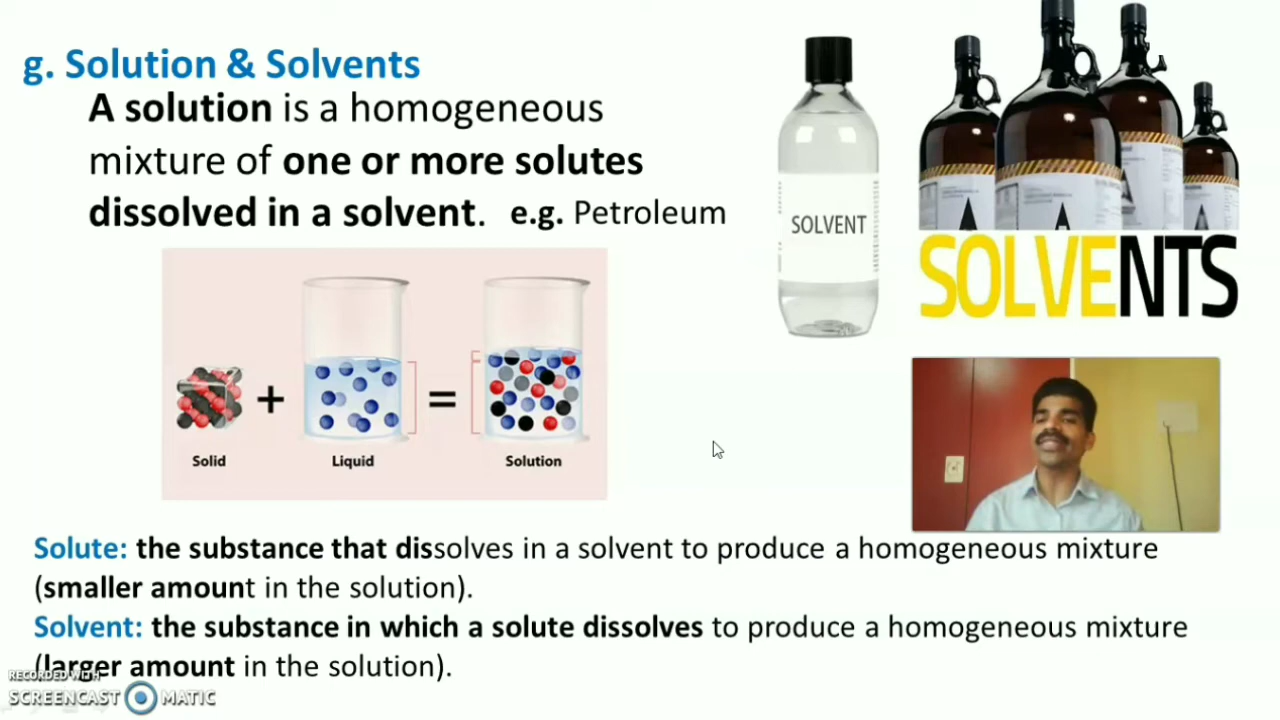 g. Solution & Solvents
A solution is a homogeneous
mixture of one or more solutes
dissolved in a solvent. e.g. Petroleum
SOLVENT
SOLVENTS
Solid
+
Liquid
=
Solution
Solute: the substance that dissolves in a solvent to produce a homogeneous mixture
(smaller amount in the solution).
Solvent: the substance in which a solute dissolves to produce a homogeneous mixture
(larger amount in the solution).
RECORDED WITH
SCREENCAST MATIC